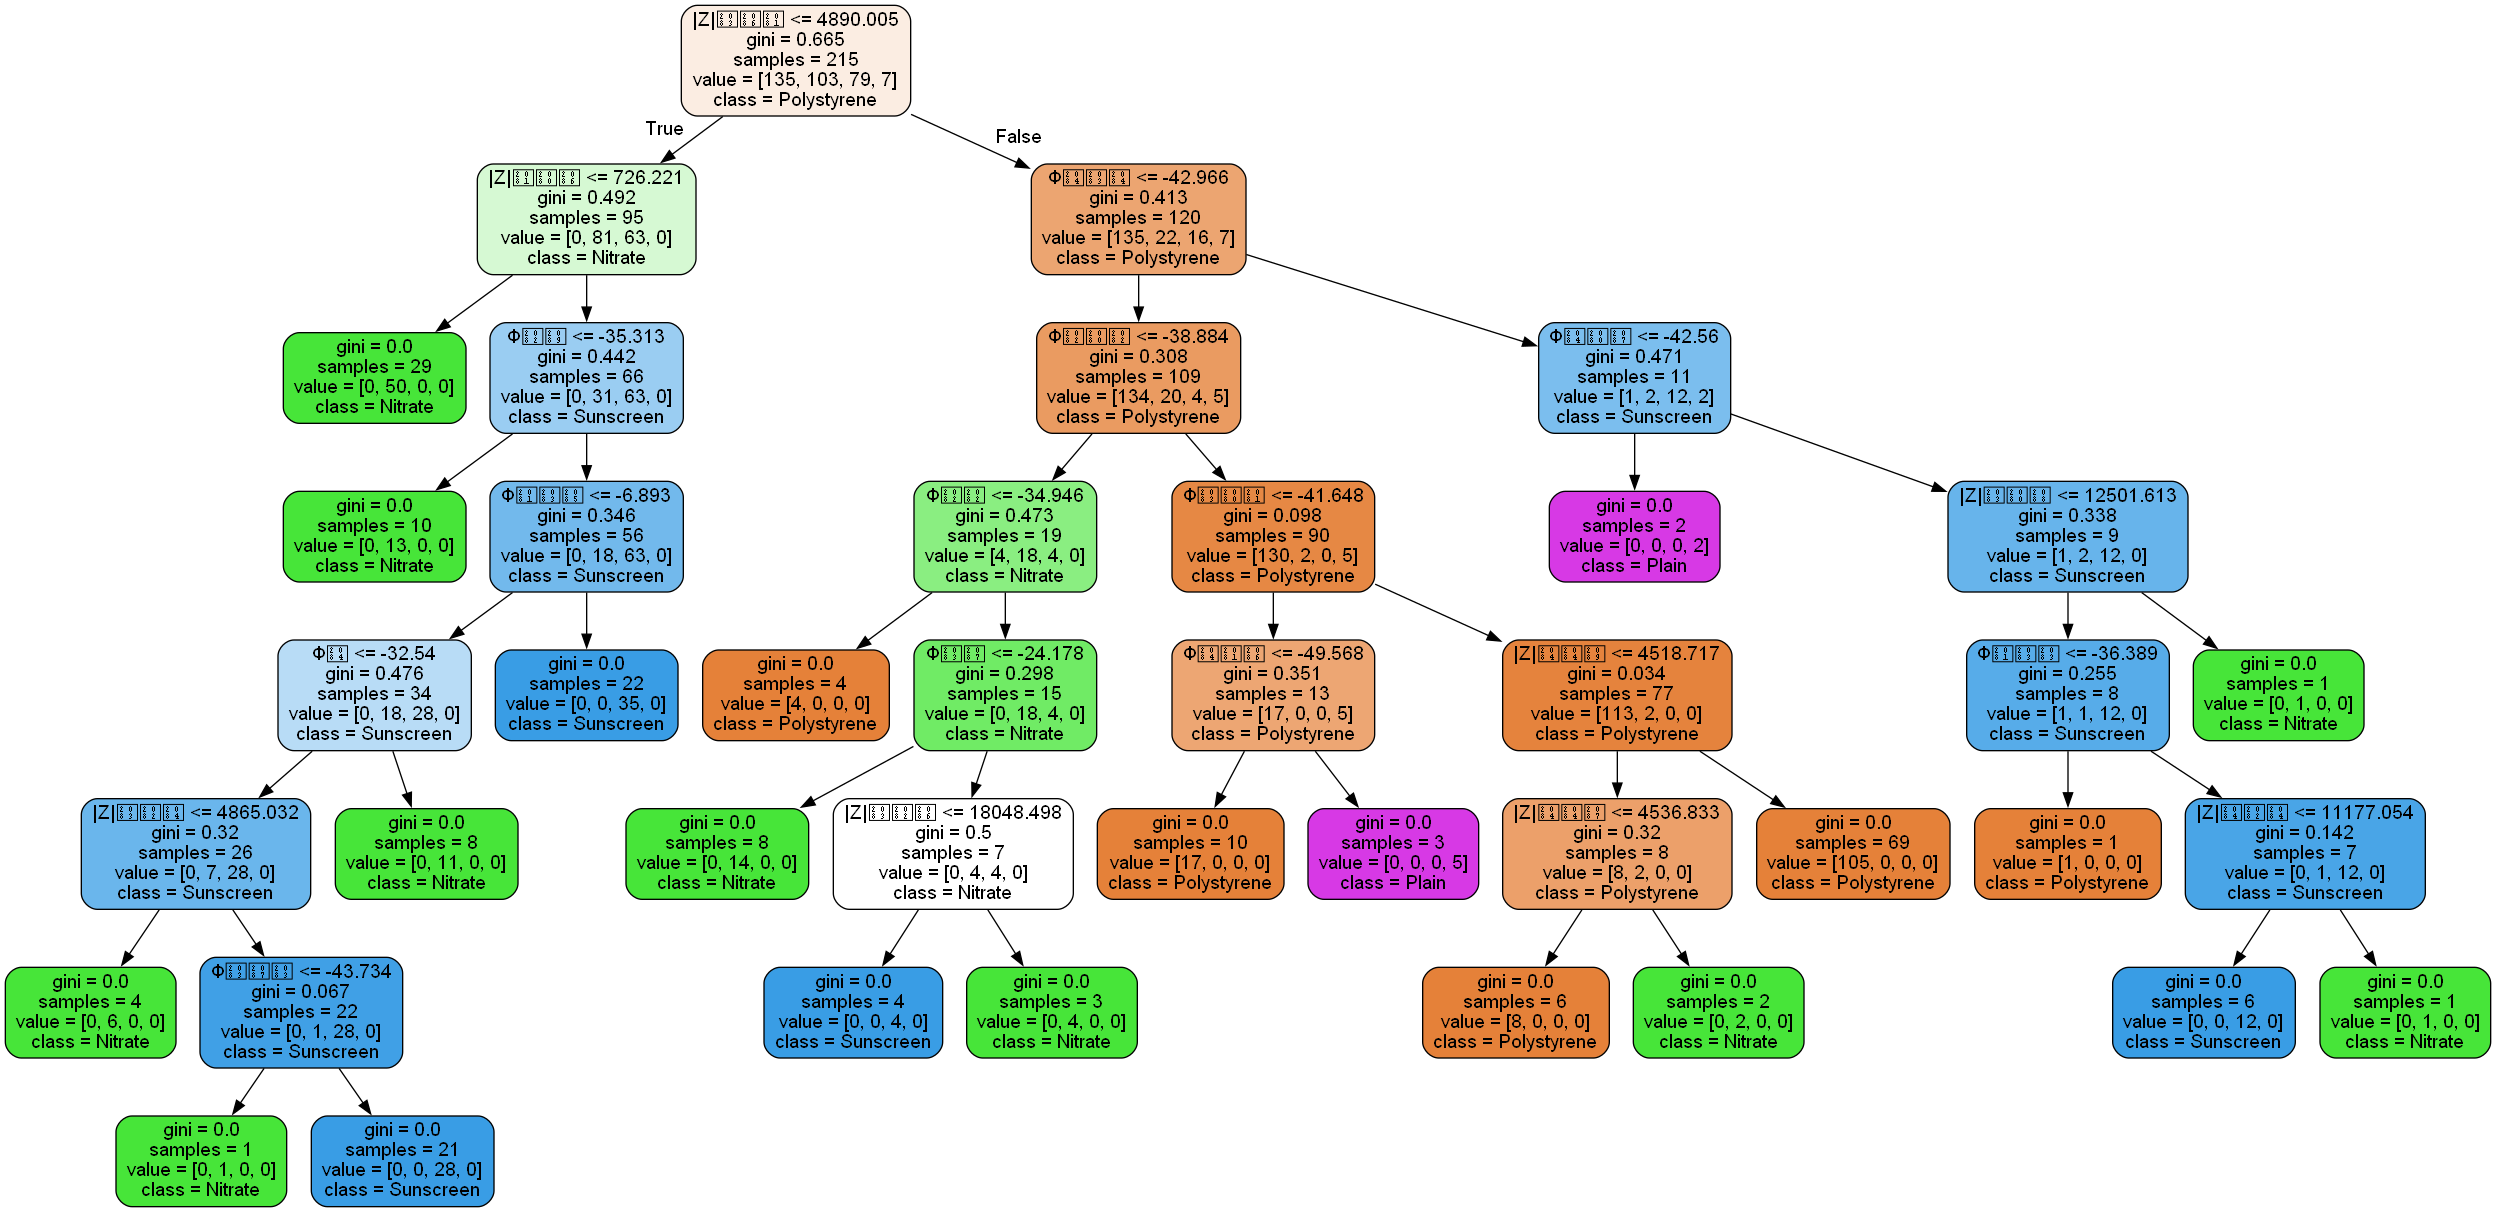 |Z| <= 4890.005
gini = 0.665
samples = 215
value = [135, 103, 79, 7]
class = Polystyrene
True
False
|Z| <= 726.221
gini = 0.492
samples = 95
value = [0, 81, 63, 0]
class = Nitrate
Φ <= -42.966
gini = 0.413
samples = 120
value = [135, 22, 16, 7]
class = Polystyrene
gini = 0.0
samples = 29
value = [0, 50, 0, 0]
class = Nitrate
Φ <= -35.313
gini = 0.442
samples = 66
value = [0, 31, 63, 0]
class = Sunscreen
Φ <= -38.884
gini = 0.308
samples = 109
value = [134, 20, 4, 5]
class = Polystyrene
Φ <= -42.56
gini = 0.471
samples = 11
value = [1, 2, 12, 2]
class = Sunscreen
gini = 0.0
samples = 10
value = [0, 13, 0, 0]
class = Nitrate
Φ <= -6.893
gini = 0.346
samples = 56
value = [0, 18, 63, 0]
class = Sunscreen
Φ <= -34.946
gini = 0.473
samples = 19
value = [4, 18, 4, 0]
class = Nitrate
Φ <= -41.648
gini = 0.098
samples = 90
value = [130, 2, 0, 5]
class = Polystyrene
gini = 0.0
samples = 2
value = [0, 0, 0, 2]
class = Plain
|Z| <= 12501.613
gini = 0.338
samples = 9
value = [1, 2, 12, 0]
class = Sunscreen
Φ <= -32.54
gini = 0.476
samples = 34
value = [0, 18, 28, 0]
class = Sunscreen
gini = 0.0
samples = 22
value = [0, 0, 35, 0]
class = Sunscreen
gini = 0.0
samples = 4
value = [4, 0, 0, 0]
class = Polystyrene
Φ <= -24.178
gini = 0.298
samples = 15
value = [0, 18, 4, 0]
class = Nitrate
Φ <= -49.568
gini = 0.351
samples = 13
value = [17, 0, 0, 5]
class = Polystyrene
|Z| <= 4518.717
gini = 0.034
samples = 77
value = [113, 2, 0, 0]
class = Polystyrene
Φ <= -36.389
gini = 0.255
samples = 8
value = [1, 1, 12, 0]
class = Sunscreen
gini = 0.0
samples = 1
value = [0, 1, 0, 0]
class = Nitrate
|Z| <= 4865.032
gini = 0.32
samples = 26
value = [0, 7, 28, 0]
class = Sunscreen
gini = 0.0
samples = 8
value = [0, 11, 0, 0]
class = Nitrate
gini = 0.0
samples = 8
value = [0, 14, 0, 0]
class = Nitrate
|Z| <= 18048.498
gini = 0.5
samples = 7
value = [0, 4, 4, 0]
class = Nitrate
gini = 0.0
samples = 10
value = [17, 0, 0, 0]
class = Polystyrene
gini = 0.0
samples = 3
value = [0, 0, 0, 5]
class = Plain
|Z| <= 4536.833
gini = 0.32
samples = 8
value = [8, 2, 0, 0]
class = Polystyrene
gini = 0.0
samples = 69
value = [105, 0, 0, 0]
class = Polystyrene
gini = 0.0
samples = 1
value = [1, 0, 0, 0]
class = Polystyrene
|Z| <= 11177.054
gini = 0.142
samples = 7
value = [0, 1, 12, 0]
class = Sunscreen
gini = 0.0
samples = 4
value = [0, 6, 0, 0]
class = Nitrate
Φ <= -43.734
gini = 0.067
samples = 22
value = [0, 1, 28, 0]
class = Sunscreen
gini = 0.0
samples = 4
value = [0, 0, 4, 0]
class = Sunscreen
gini = 0.0
samples = 3
value = [0, 4, 0, 0]
class = Nitrate
gini = 0.0
samples = 6
value = [8, 0, 0, 0]
class = Polystyrene
gini = 0.0
samples = 2
value = [0, 2, 0, 0]
class = Nitrate
gini = 0.0
samples = 6
value = [0, 0, 12, 0]
class = Sunscreen
gini = 0.0
samples = 1
value = [0, 1, 0, 0]
class = Nitrate
gini = 0.0
samples = 1
value = [0, 1, 0, 0]
class = Nitrate
gini = 0.0
samples = 21
value = [0, 0, 28, 0]
class = Sunscreen